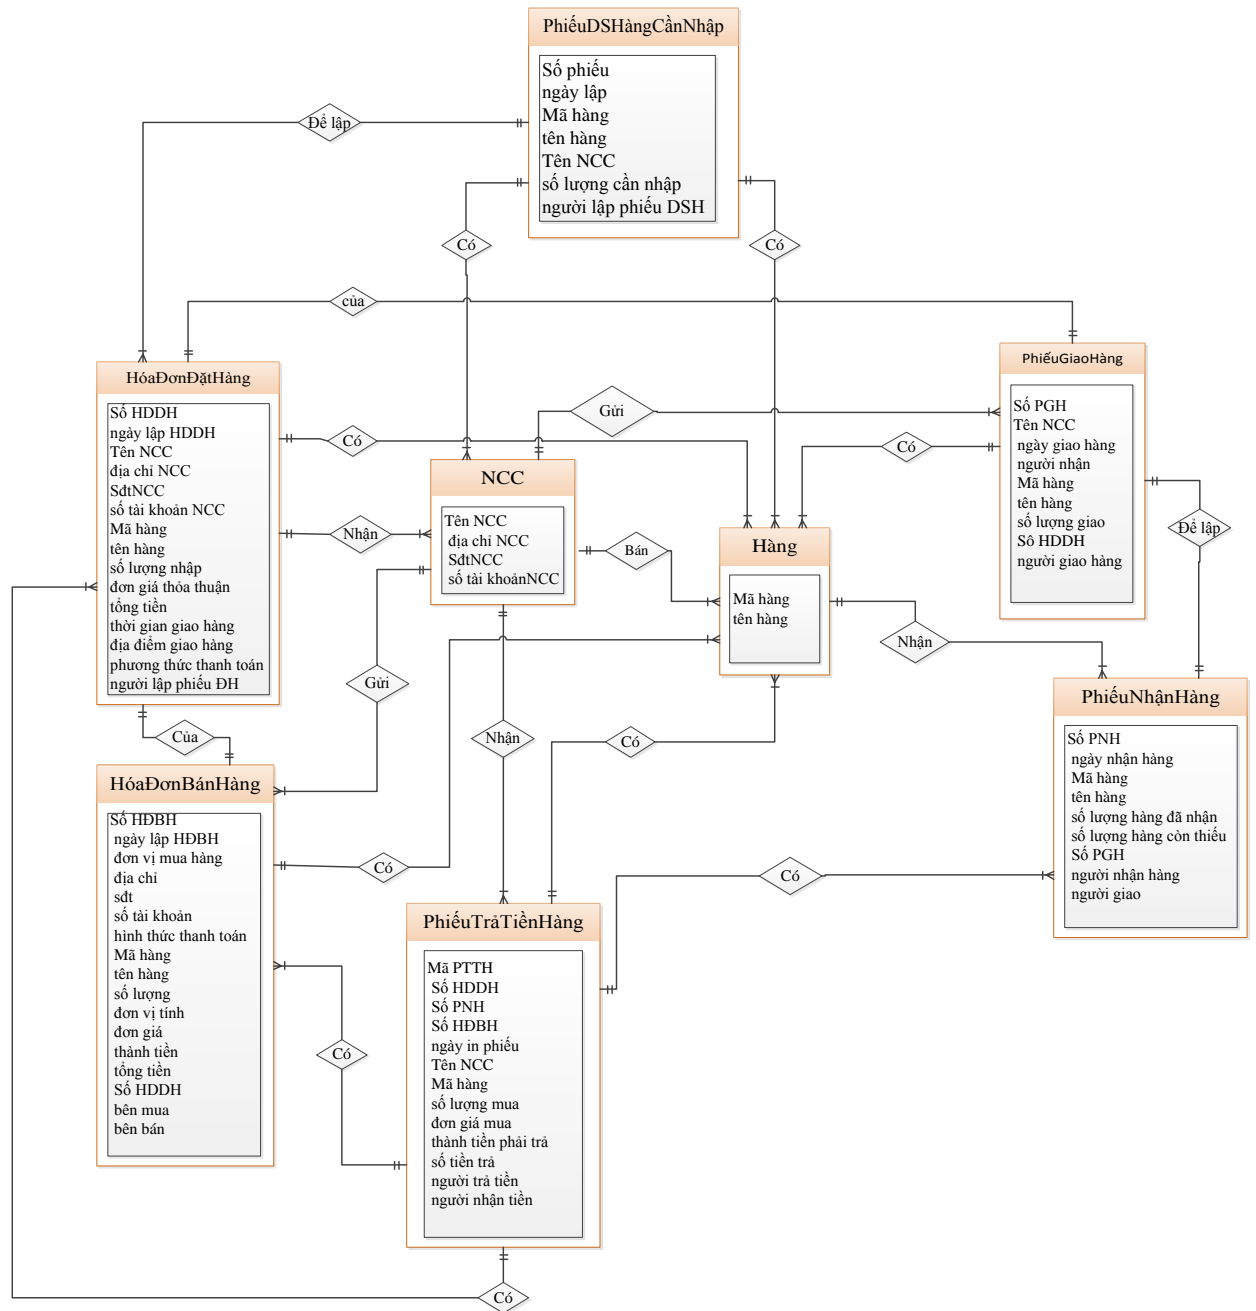 PhiếuDSHàngCầnNhập
Số phiếu
ngày lập
Mã hàng
tên hàng
Tên NCC
số lượng cần nhập
người lập phiếu DSH
Để lập
Có
Có
của
HóaĐơnĐặtHàng
Số HDDH
ngày lập HDDH
Tên NCC
địa chỉ NCC
SđtNCC
số tài khoản NCC
Mã hàng
tên hàng
số lượng nhập
đơn giá thỏa thuận
tổng tiền
thời gian giao hàng
địa điểm giao hàng
phương thức thanh toán
người lập phiếu ĐH
Có
Gửi
Có
PhiếuGiaoHàng
Số PGH
Tên NCC
ngày giao hàng
người nhận
Mã hàng
tên hàng
số lượng giao
Sô HDDH
người giao hàng
NCC
Tên NCC
địa chỉ NCC
SđtNCC
số tài khoảnNCC
Nhận
Bán
Hàng
Mã hàng
tên hàng
Để lập
Nhận
Gửi
Của
Nhận
Có
PhiếuNhậnHàng
Số PNH
ngày nhận hàng
Mã hàng
tên hàng
số lượng hàng đã nhận
số lượng hàng còn thiếu
Số PGH
người nhận hàng
người giao
HóaĐơnBánHàng
Số HĐBH
ngày lập HĐBH
đơn vị mua hàng
địa chỉ
sđt
số tài khoản
hình thức thanh toán
Mã hàng
tên hàng
số lượng
đơn vị tính
đơn giá
thành tiền
tổng tiền
Số HDDH
bên mua
bên bán
Có
Có
PhiếuTrảTiềnHàng
Mã PTTH
Số HDDH
Số PNH
Số HĐBH
ngày in phiếu
Tên NCC
Mã hàng
số lượng mua
đơn giá mua
thành tiền phải trả
số tiền trả
người trả tiền
người nhận tiền
Có
Có